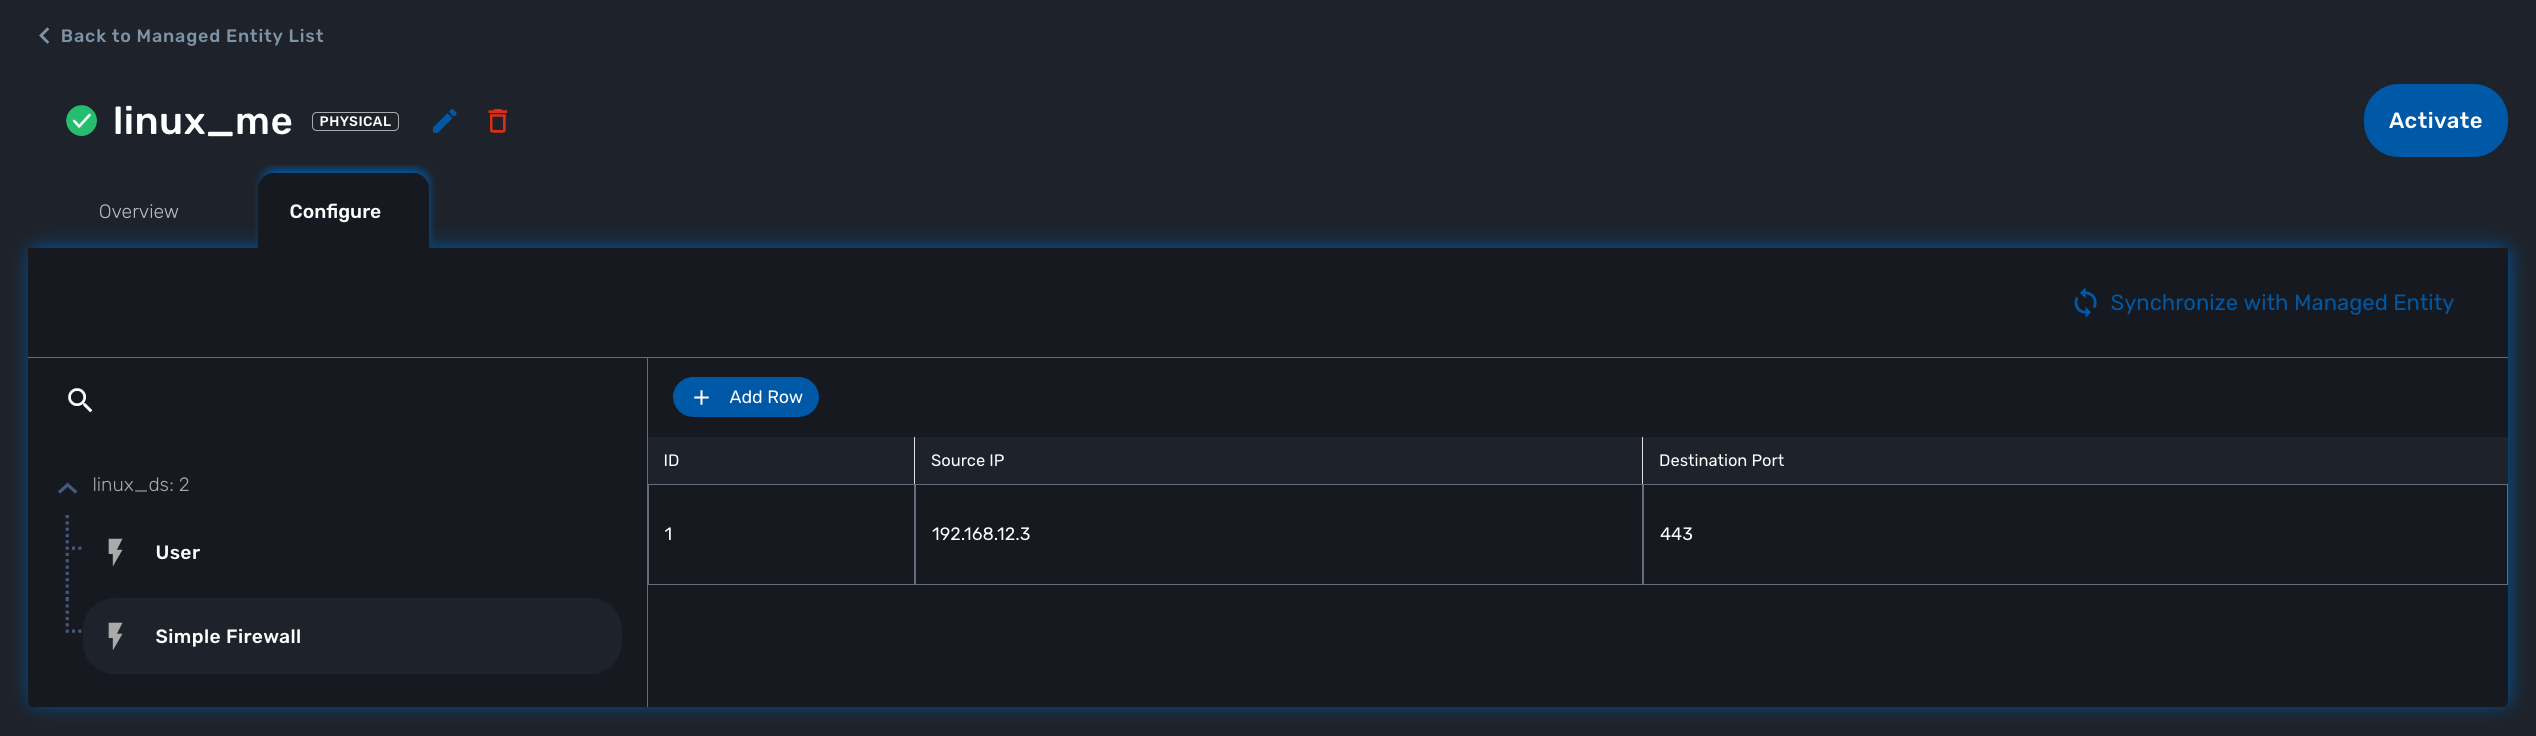 Back to Managed Entity List
linux_me PHYSICAL
Activate
Overview
Configure
Synchronize with Managed Entity
Add Row
linux_ds: 2
User
Simple Firewall
ID Source IP Destination Port
1 192.168.12.3 443